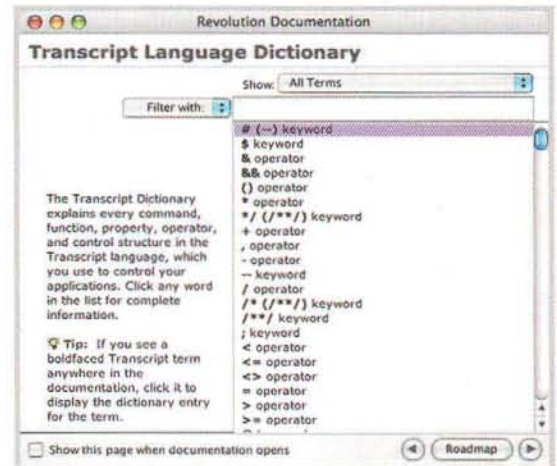 Revolution Documentation
Transcript Language Dictionary
Show: All Terms
Filter with:
# (--) keyword
$ keyword
& operator
&& operator
() operator
* operator
*/ (/**/) keyword
+ operator
, operator
- operator
-- keyword
/ operator
/* (/**/) keyword
/**/ keyword
; keyword
< operator
<= operator
<> operator
= operator
> operator
>= operator
The Transcript Dictionary
explains every command,
function, property, operator,
and control structure in the
Transcript language, which
you use to control your
applications. Click any word
in the list for complete
information.
Tip: If you see a
boldfaced Transcript term
anywhere in the
documentation, click it to
display the dictionary entry
for the term.
Show this page when documentation opens
Roadmap